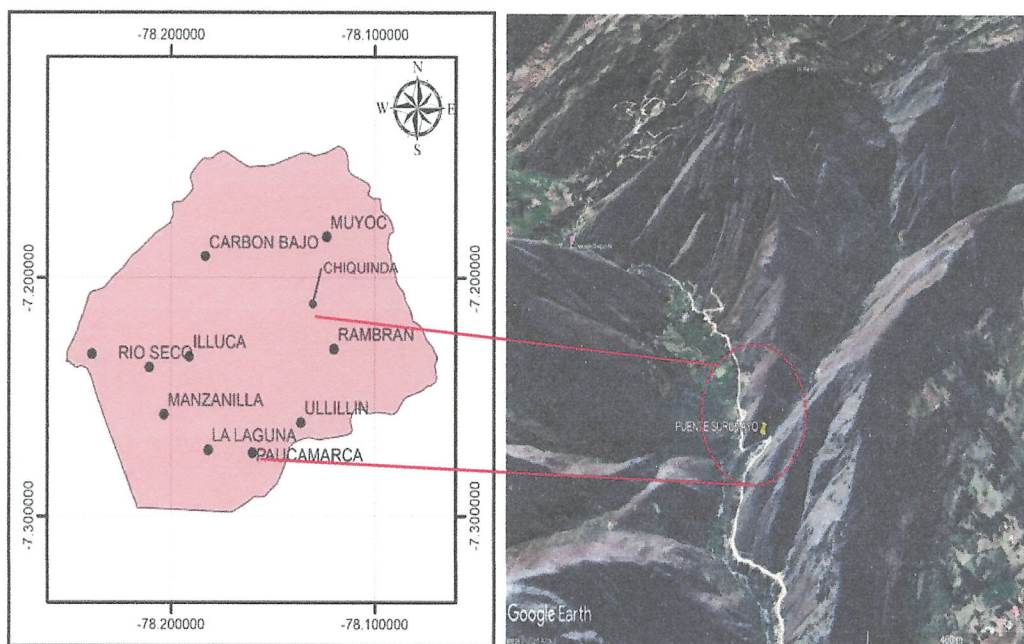 -78.200000
-78.100000
N
W
E
S
MUYOC
CARBON BAJO
CHIQUINDA
-7.200000
-7.200000
RAMBRAN
ILLUCA
RIO SECO
MANZANILLA
ULLILLIN
LA LAGUNA
PAUCAMARCA
-7.300000
-7.300000
-78.200000
-78.100000
PUENTE
Google Earth
400 m